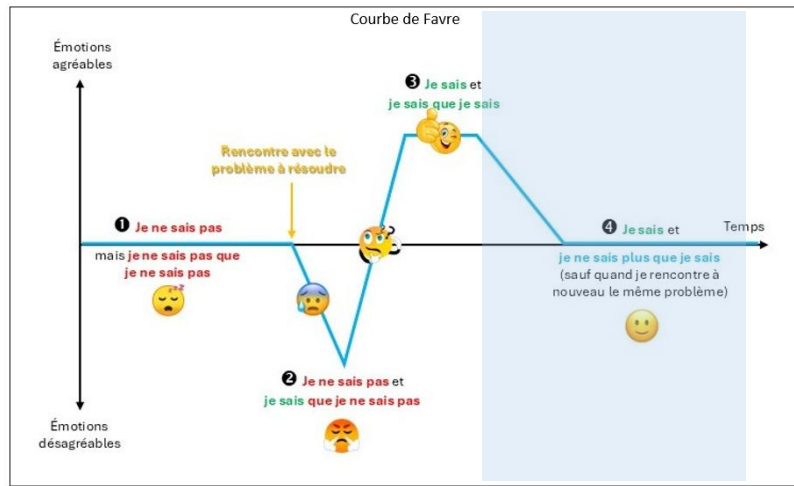 Courbe de Favre
Émotions
agréables
❸ Je sais et
je sais que je sais
Rencontre avec le
problème à résoudre
❶ Je ne sais pas
mais je ne sais pas que
je ne sais pas
❹ Je sais et
Temps
je ne sais plus que je sais
(sauf quand je rencontre à
nouveau le même problème)
❷ Je ne sais pas et
je sais que je ne sais pas
Émotions
désagréables